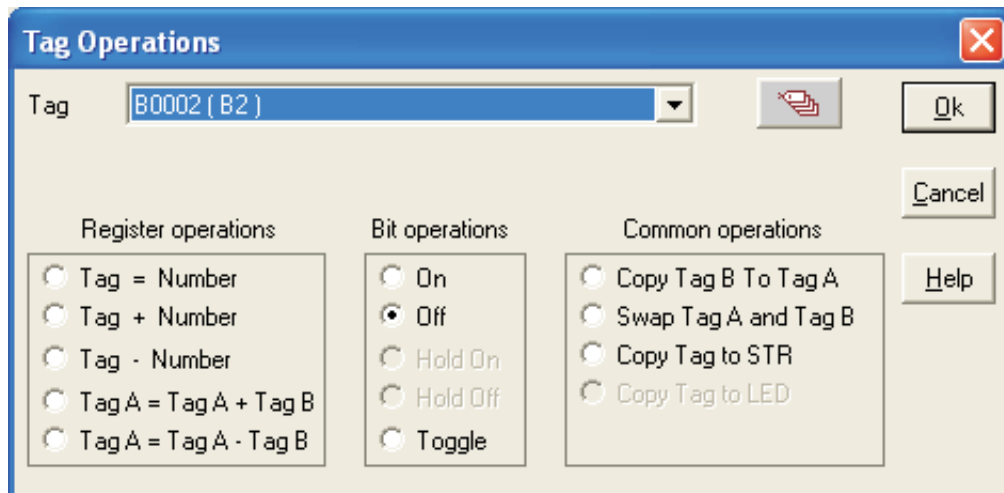 Tag Operations
Tag B0002 ( B2 ) Ok
Cancel
Register operations Bit operations Common operations
Tag = Number On Copy Tag B To Tag A Help
Tag + Number Off Swap Tag A and Tag B
Tag - Number Hold On Copy Tag to STR
Tag A = Tag A + Tag B Hold Off Copy Tag to LED
Tag A = Tag A - Tag B Toggle